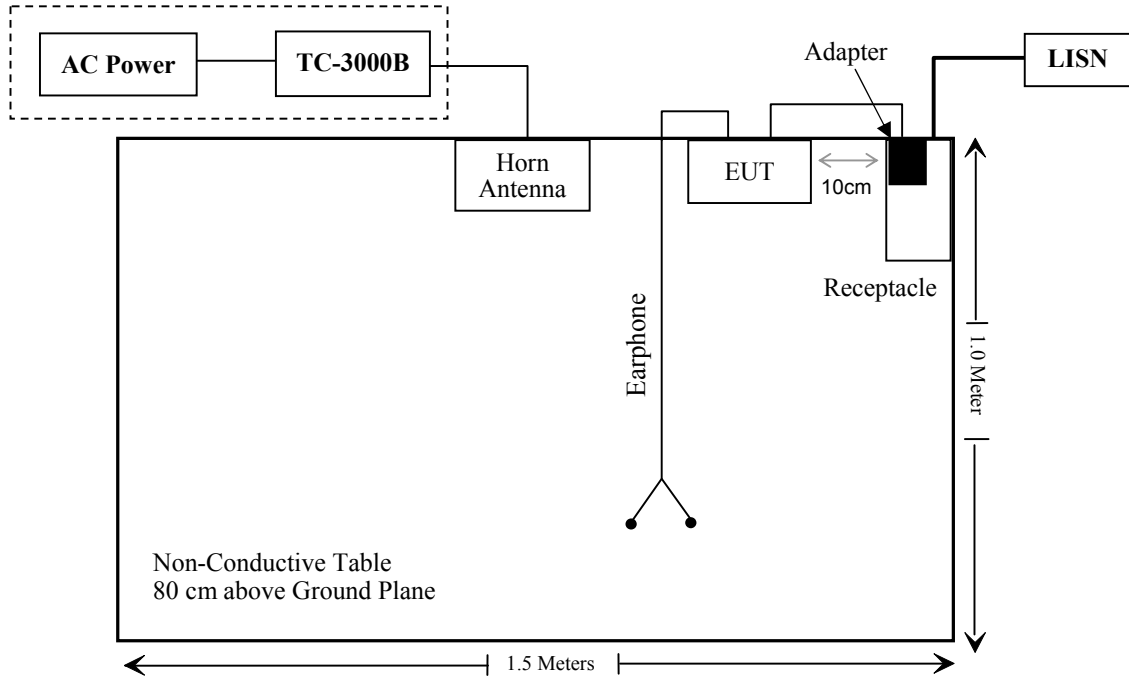 AC Power
TC-3000B
Adapter
LISN
Horn
Antenna
EUT
10cm
Receptacle
Earphone
1.0 Meter
Non-Conductive Table
80 cm above Ground Plane
1.5 Meters